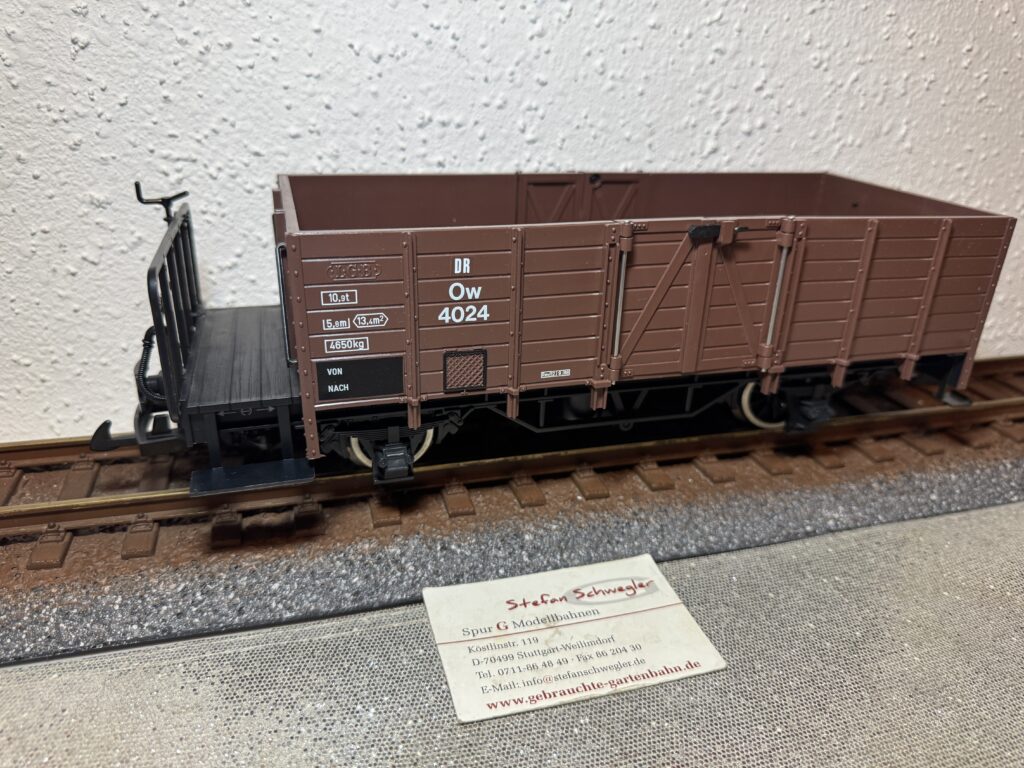 DR
Ow
4024
10,9t
5,8m 13,4m²
4650kg
VON
NACH
Stefan Schwegler
Spur G Modellbahnen
Köstlinstr. 119
D-70499 Stuttgart-Weilimdorf
Tel. 0711-86 48 49 · Fax 86 204 30
E-Mail: info@stefanschwegler.de
www.gebrauchte-gartenbahn.de